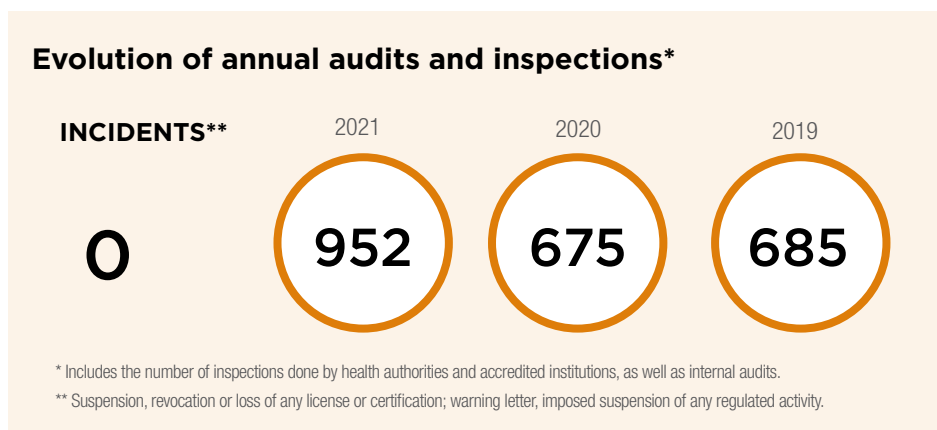 Evolution of annual audits and inspections*
INCIDENTS** 2021 2020 2019
0 952 675 685
* Includes the number of inspections done by health authorities and accredited institutions, as well as internal audits.
** Suspension, revocation or loss of any license or certification; warning letter, imposed suspension of any regulated activity.